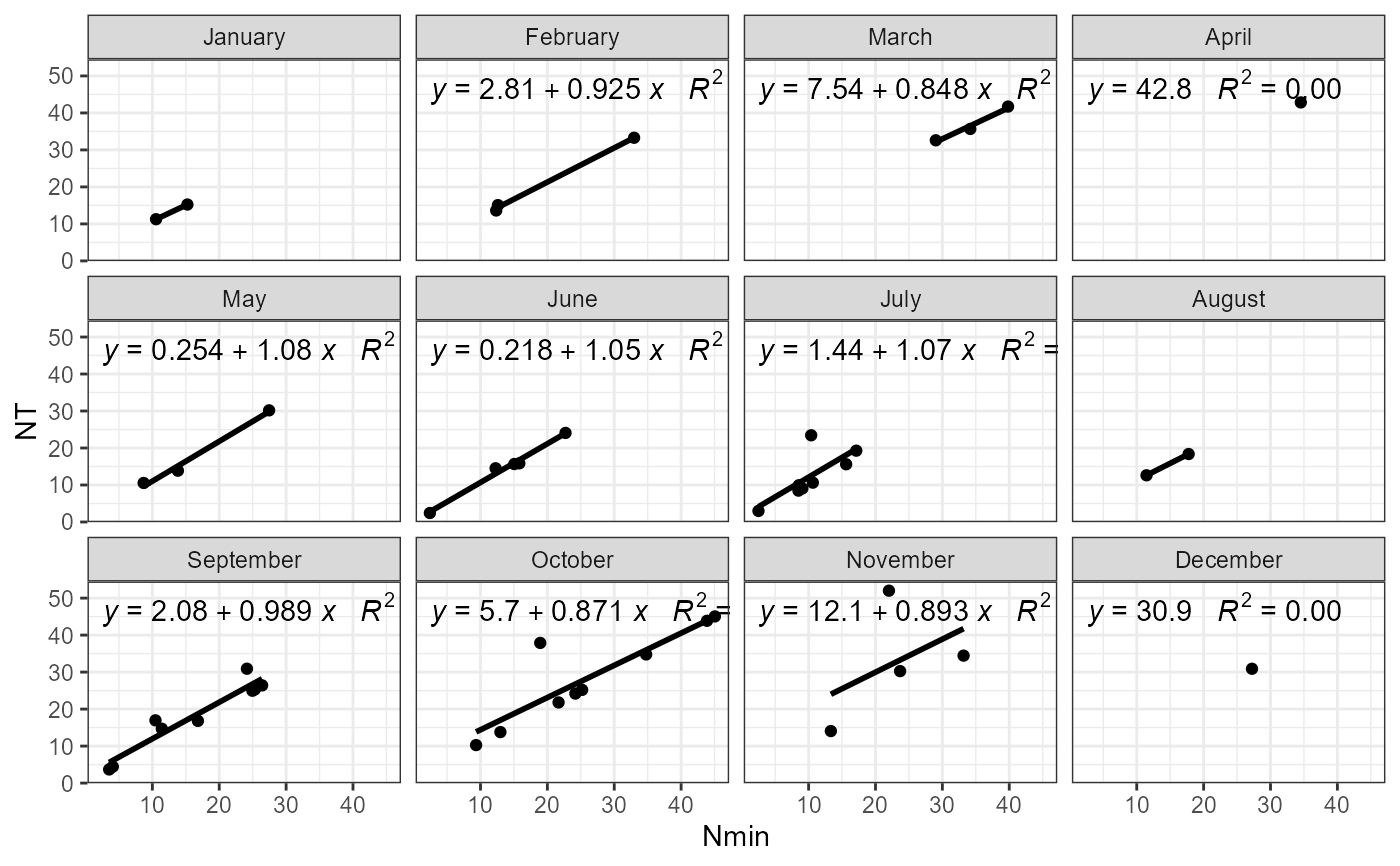 January February March April
50
40
30
20
10
0
y = 2.81 + 0.925 x R²
y = 7.54 + 0.848 x R²
y = 42.8 R² = 0.00
May June July August
50
40
30
20
10
0
y = 0.254 + 1.08 x R²
y = 0.218 + 1.05 x R²
y = 1.44 + 1.07 x R² =
NT
September October November December
50
40
30
20
10
0
y = 2.08 + 0.989 x R²
y = 5.7 + 0.871 x R² =
y = 12.1 + 0.893 x R²
y = 30.9 R² = 0.00
10 20 30 40 10 20 30 40 10 20 30 40 10 20 30 40
Nmin